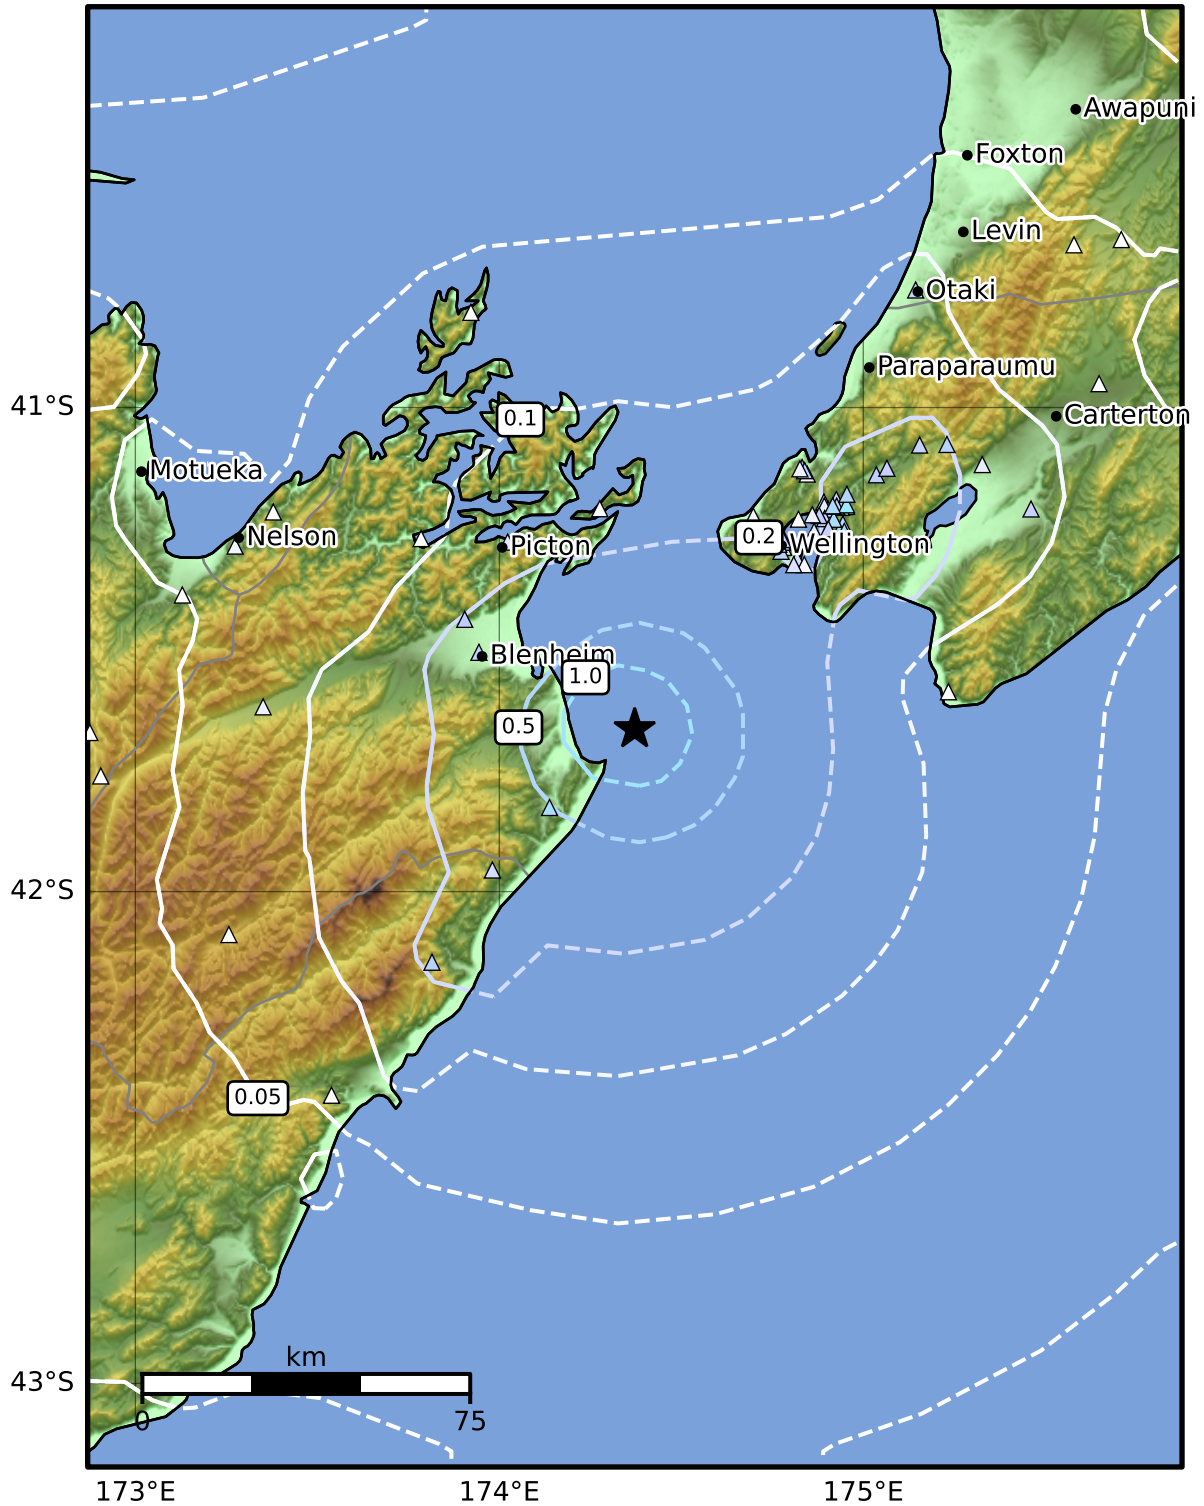 Awapuni
Foxton
Levin
Otaki
Paraparaumu
41°S
0.1
Carterton
Motueka
Nelson
Picton
0.2
Wellington
Blenheim
1.0
0.5
42°S
0.05
km
43°S
0
75
173°E
174°E
175°E